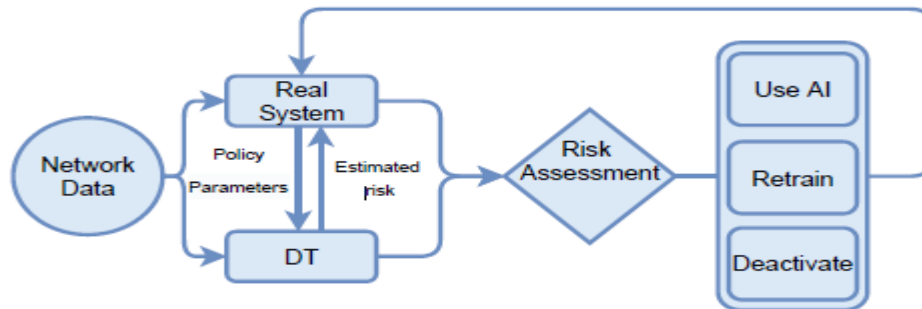 Network
Data
Real
System
Policy
Parameters
Estimated
risk
DT
Risk
Assessment
Use AI
Retrain
Deactivate